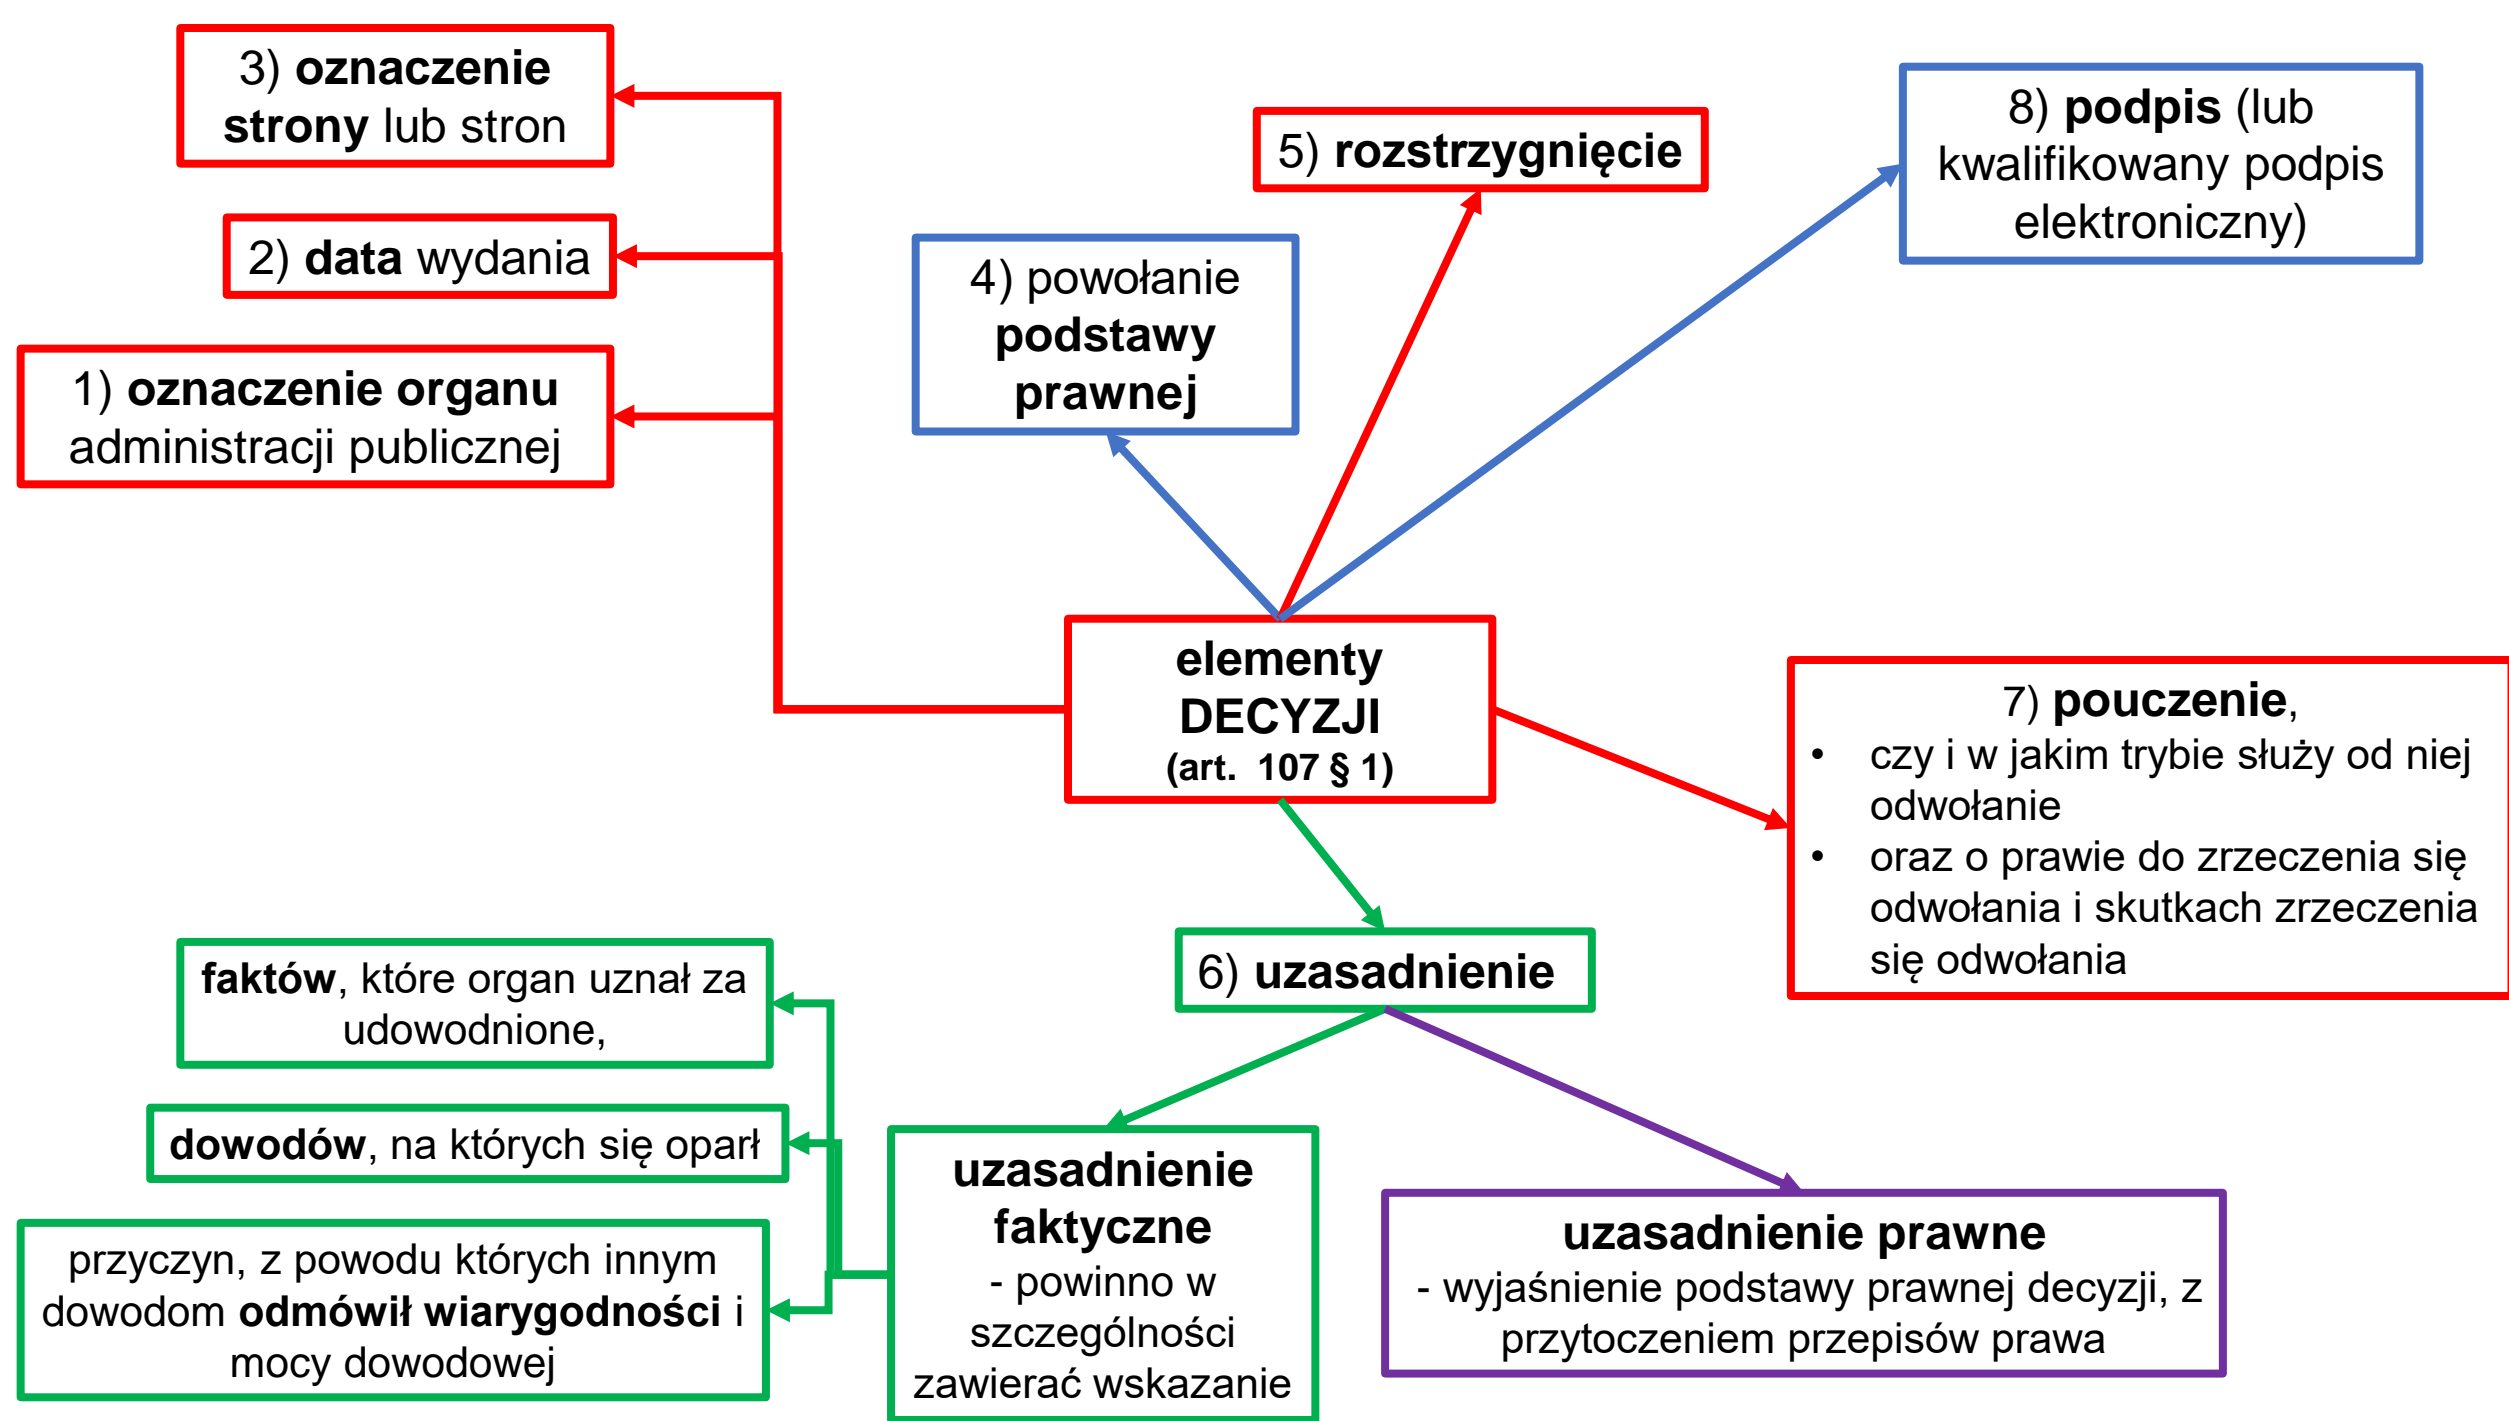 3) oznaczenie
strony lub stron
2) data wydania
1) oznaczenie organu
administracji publicznej
4) powołanie
podstawy
prawnej
5) rozstrzygnięcie
8) podpis (lub
kwalifikowany podpis
elektroniczny)
elementy
DECYZJI
(art. 107 § 1)
7) pouczenie,
• czy i w jakim trybie służy od niej
odwołanie
• oraz o prawie do zrzeczenia się
odwołania i skutkach zrzeczenia
się odwołania
6) uzasadnienie
faktów, które organ uznał za
udowodnione,
dowodów, na których się oparł
przyczyn, z powodu których innym
dowodom odmówił wiarygodności i
mocy dowodowej
uzasadnienie
faktyczne
- powinno w
szczególności
zawierać wskazanie
uzasadnienie prawne
- wyjaśnienie podstawy prawnej decyzji, z
przytoczeniem przepisów prawa